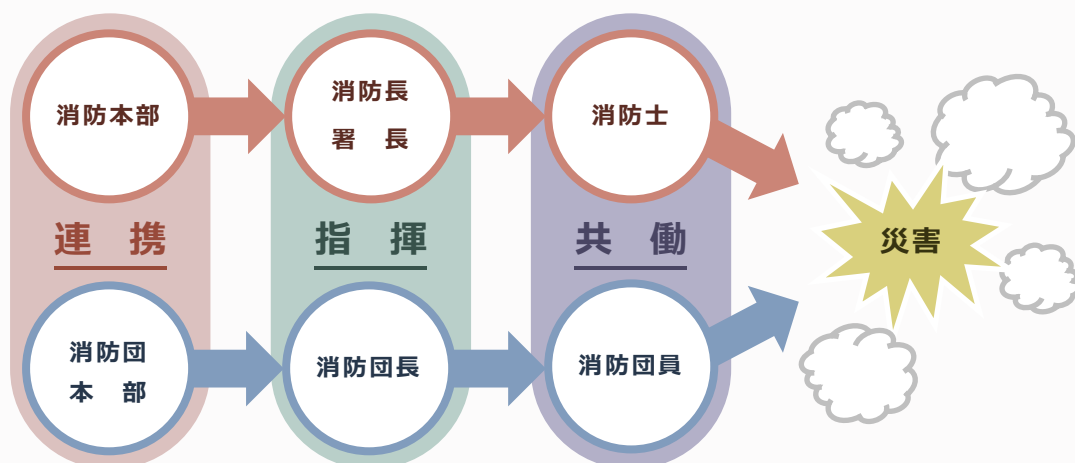 消防本部
消防長
署　長
消防士
連　携
指　揮
共　働
災害
消防団
本　部
消防団長
消防団員